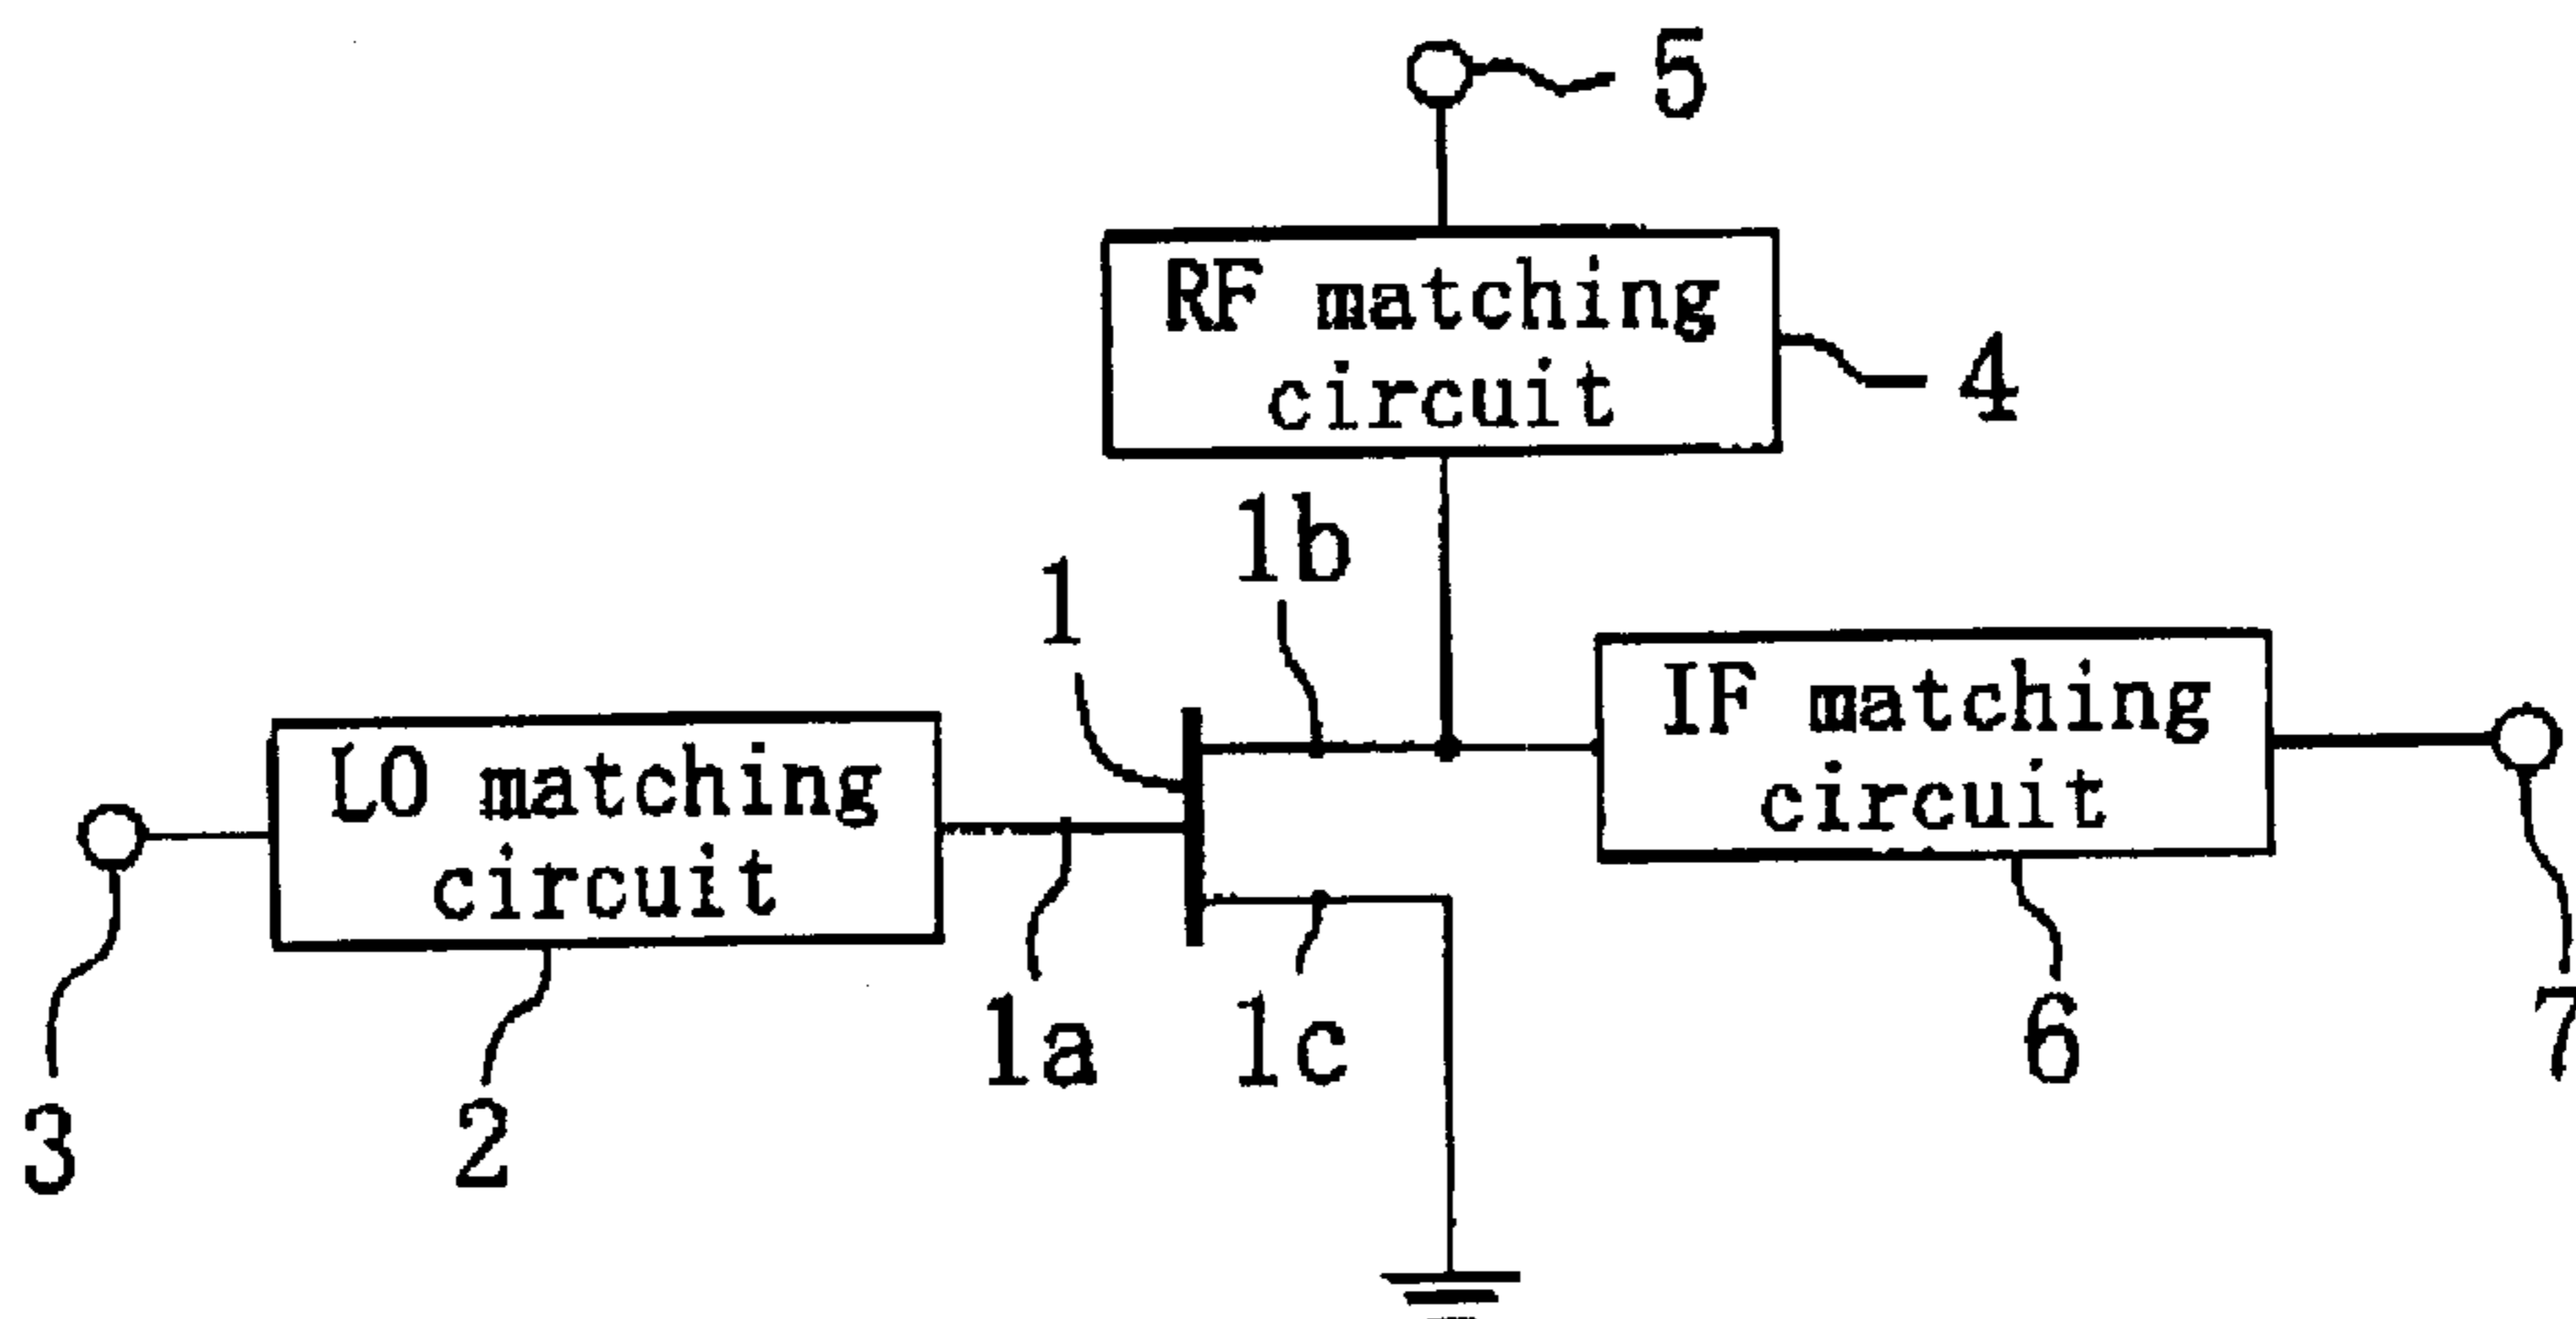 5
RF matching
circuit
4
1b
1
IF matching
circuit
LO matching
circuit
1a
1c
6
7
3
2